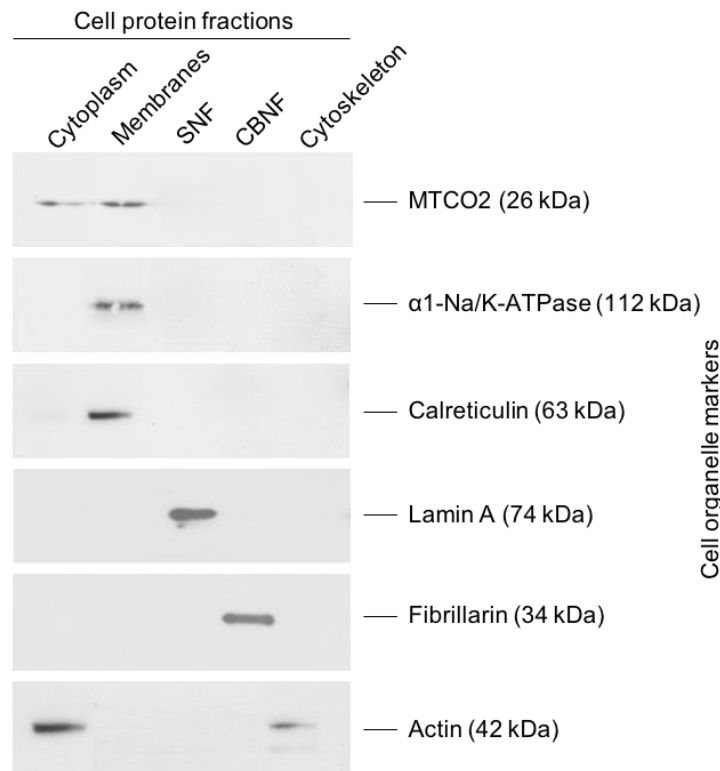 Cell protein fractions
Cytoplasm
Membranes
SNF
CBNF
Cytoskeleton
MTCO2 (26 kDa)
α1-Na/K-ATPase (112 kDa)
Calreticulin (63 kDa)
Lamin A (74 kDa)
Fibrillarin (34 kDa)
Actin (42 kDa)
Cell organelle markers